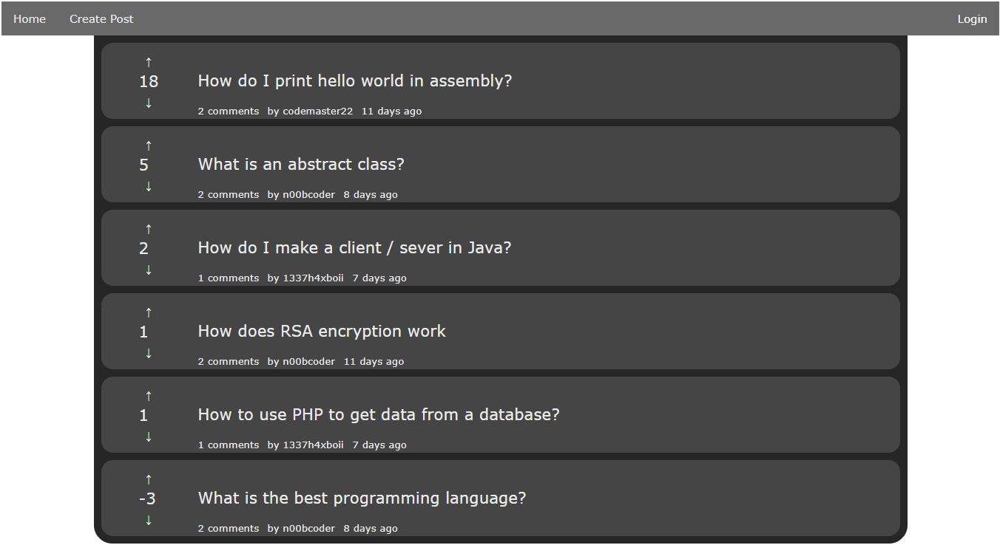 Home Create Post Login
↑
18 How do I print hello world in assembly?
↓
2 comments by codemaster22 11 days ago
↑
5 What is an abstract class?
↓
2 comments by n00bcoder 8 days ago
↑
2 How do I make a client / sever in Java?
↓
1 comments by 1337h4xboii 7 days ago
↑
1 How does RSA encryption work
↓
2 comments by n00bcoder 11 days ago
↑
1 How to use PHP to get data from a database?
↓
1 comments by 1337h4xboii 7 days ago
↑
-3 What is the best programming language?
↓
2 comments by n00bcoder 8 days ago